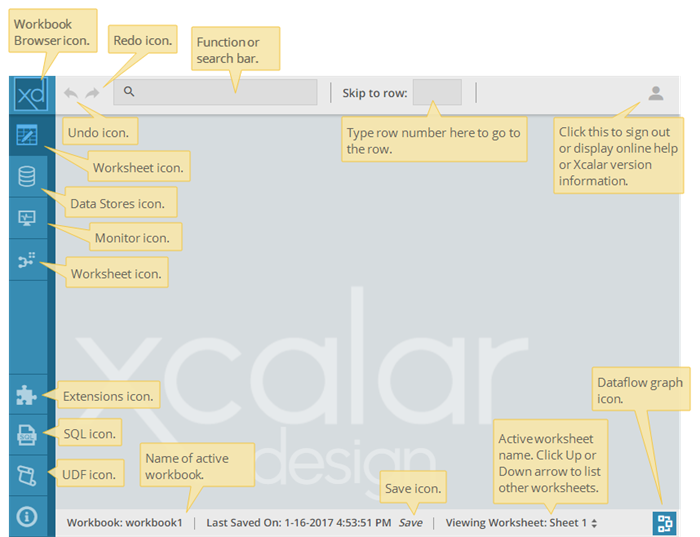 Workbook
Browser icon.
Redo icon.
Function or
search bar.
xc
Skip to row:
Undo icon.
Type row number here to go to
the row.
Click this to sign out
or display online help
or Xcalar version
information.
Worksheet icon.
Data Stores icon.
Monitor icon.
Worksheet icon.
xcalar
design
Dataflow graph
icon.
Extensions icon.
SQL icon.
SQL
UDF icon.
Name of active
workbook.
Save icon.
Active worksheet
name. Click Up or
Down arrow to list
other worksheets.
Workbook: workbook1
Last Saved On: 1-16-2017 4:53:51 PM Save
Viewing Worksheet: Sheet 1